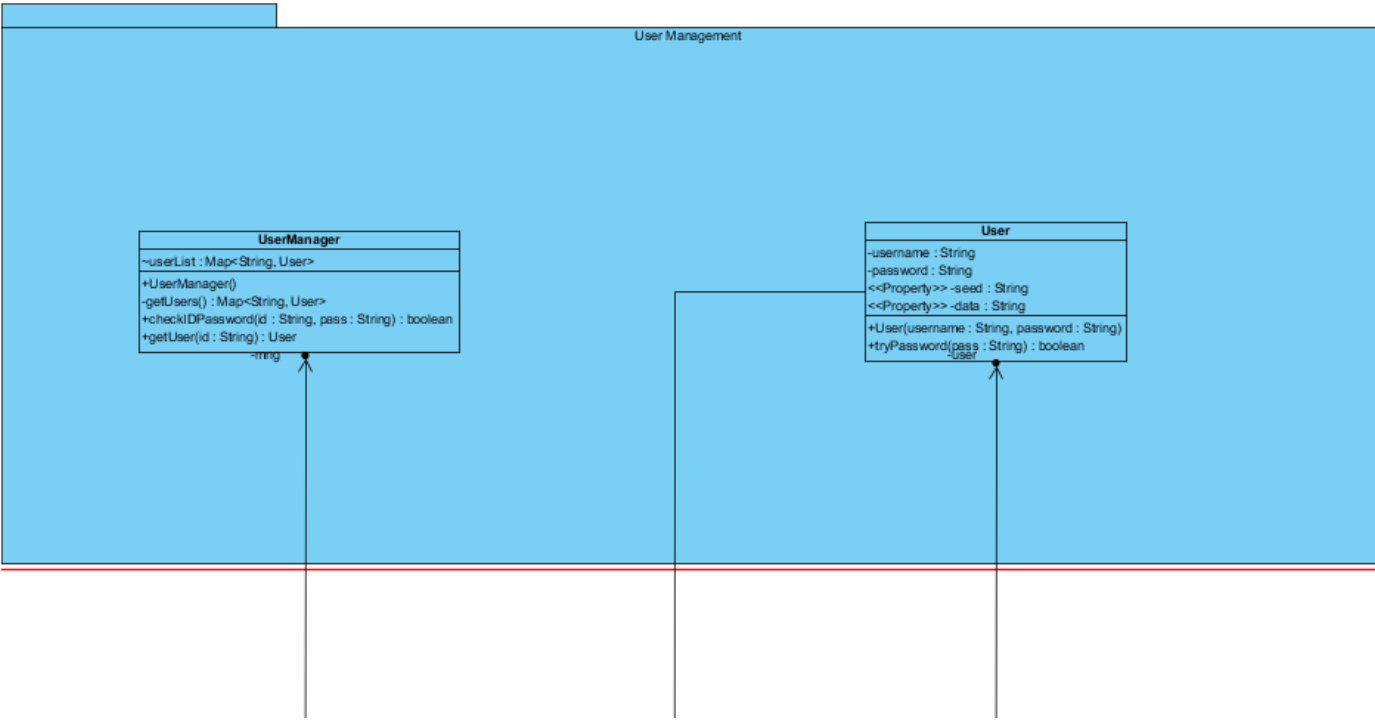 User Management
UserManager
~userList : Map<String, User>
+UserManager()
-getUsers() : Map<String, User>
+checkIDPassword(id : String, pass : String) : boolean
+getUser(id : String) : User
-mng
User
-username : String
-password : String
<<Property>> -seed : String
<<Property>> -data : String
+User(username : String, password : String)
+tryPassword(pass : String) : boolean
-user